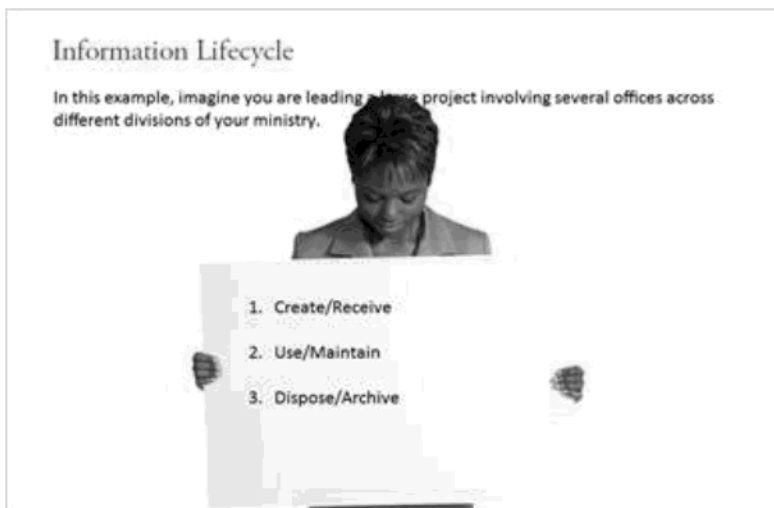 Information Lifecycle
In this example, imagine you are leading project involving several offices across
different divisions of your ministry.
1. Create/Receive
2. Use/Maintain
3. Dispose/Archive